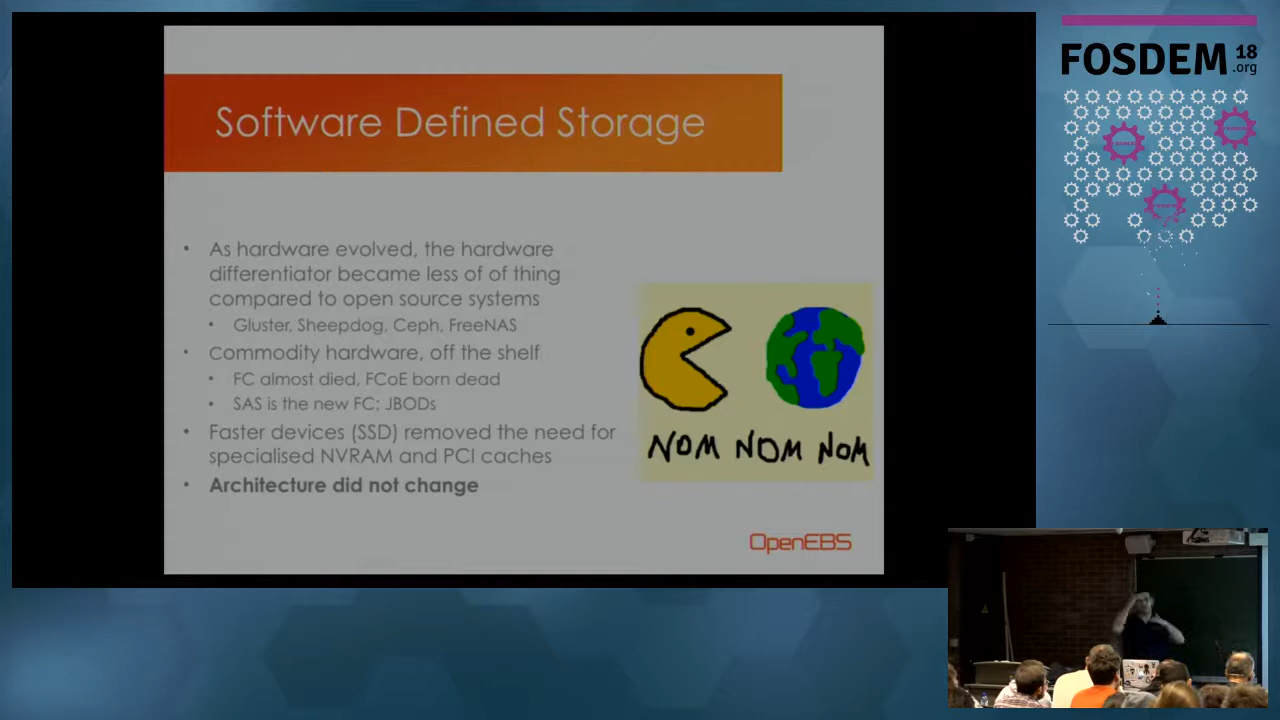 Software Defined Storage
• As hardware evolved, the hardware
differentiator became less of of thing
compared to open source systems
• Gluster, Sheepdog, Ceph, FreeNAS
• Commodity hardware, off the shelf
• FC almost died, FCoE born dead
• SAS is the new FC; JBODs
• Faster devices (SSD) removed the need for
specialised NVRAM and PCI caches
• Architecture did not change
NOM NOM NOM
OpenEBS
FOSDEM 18
.org